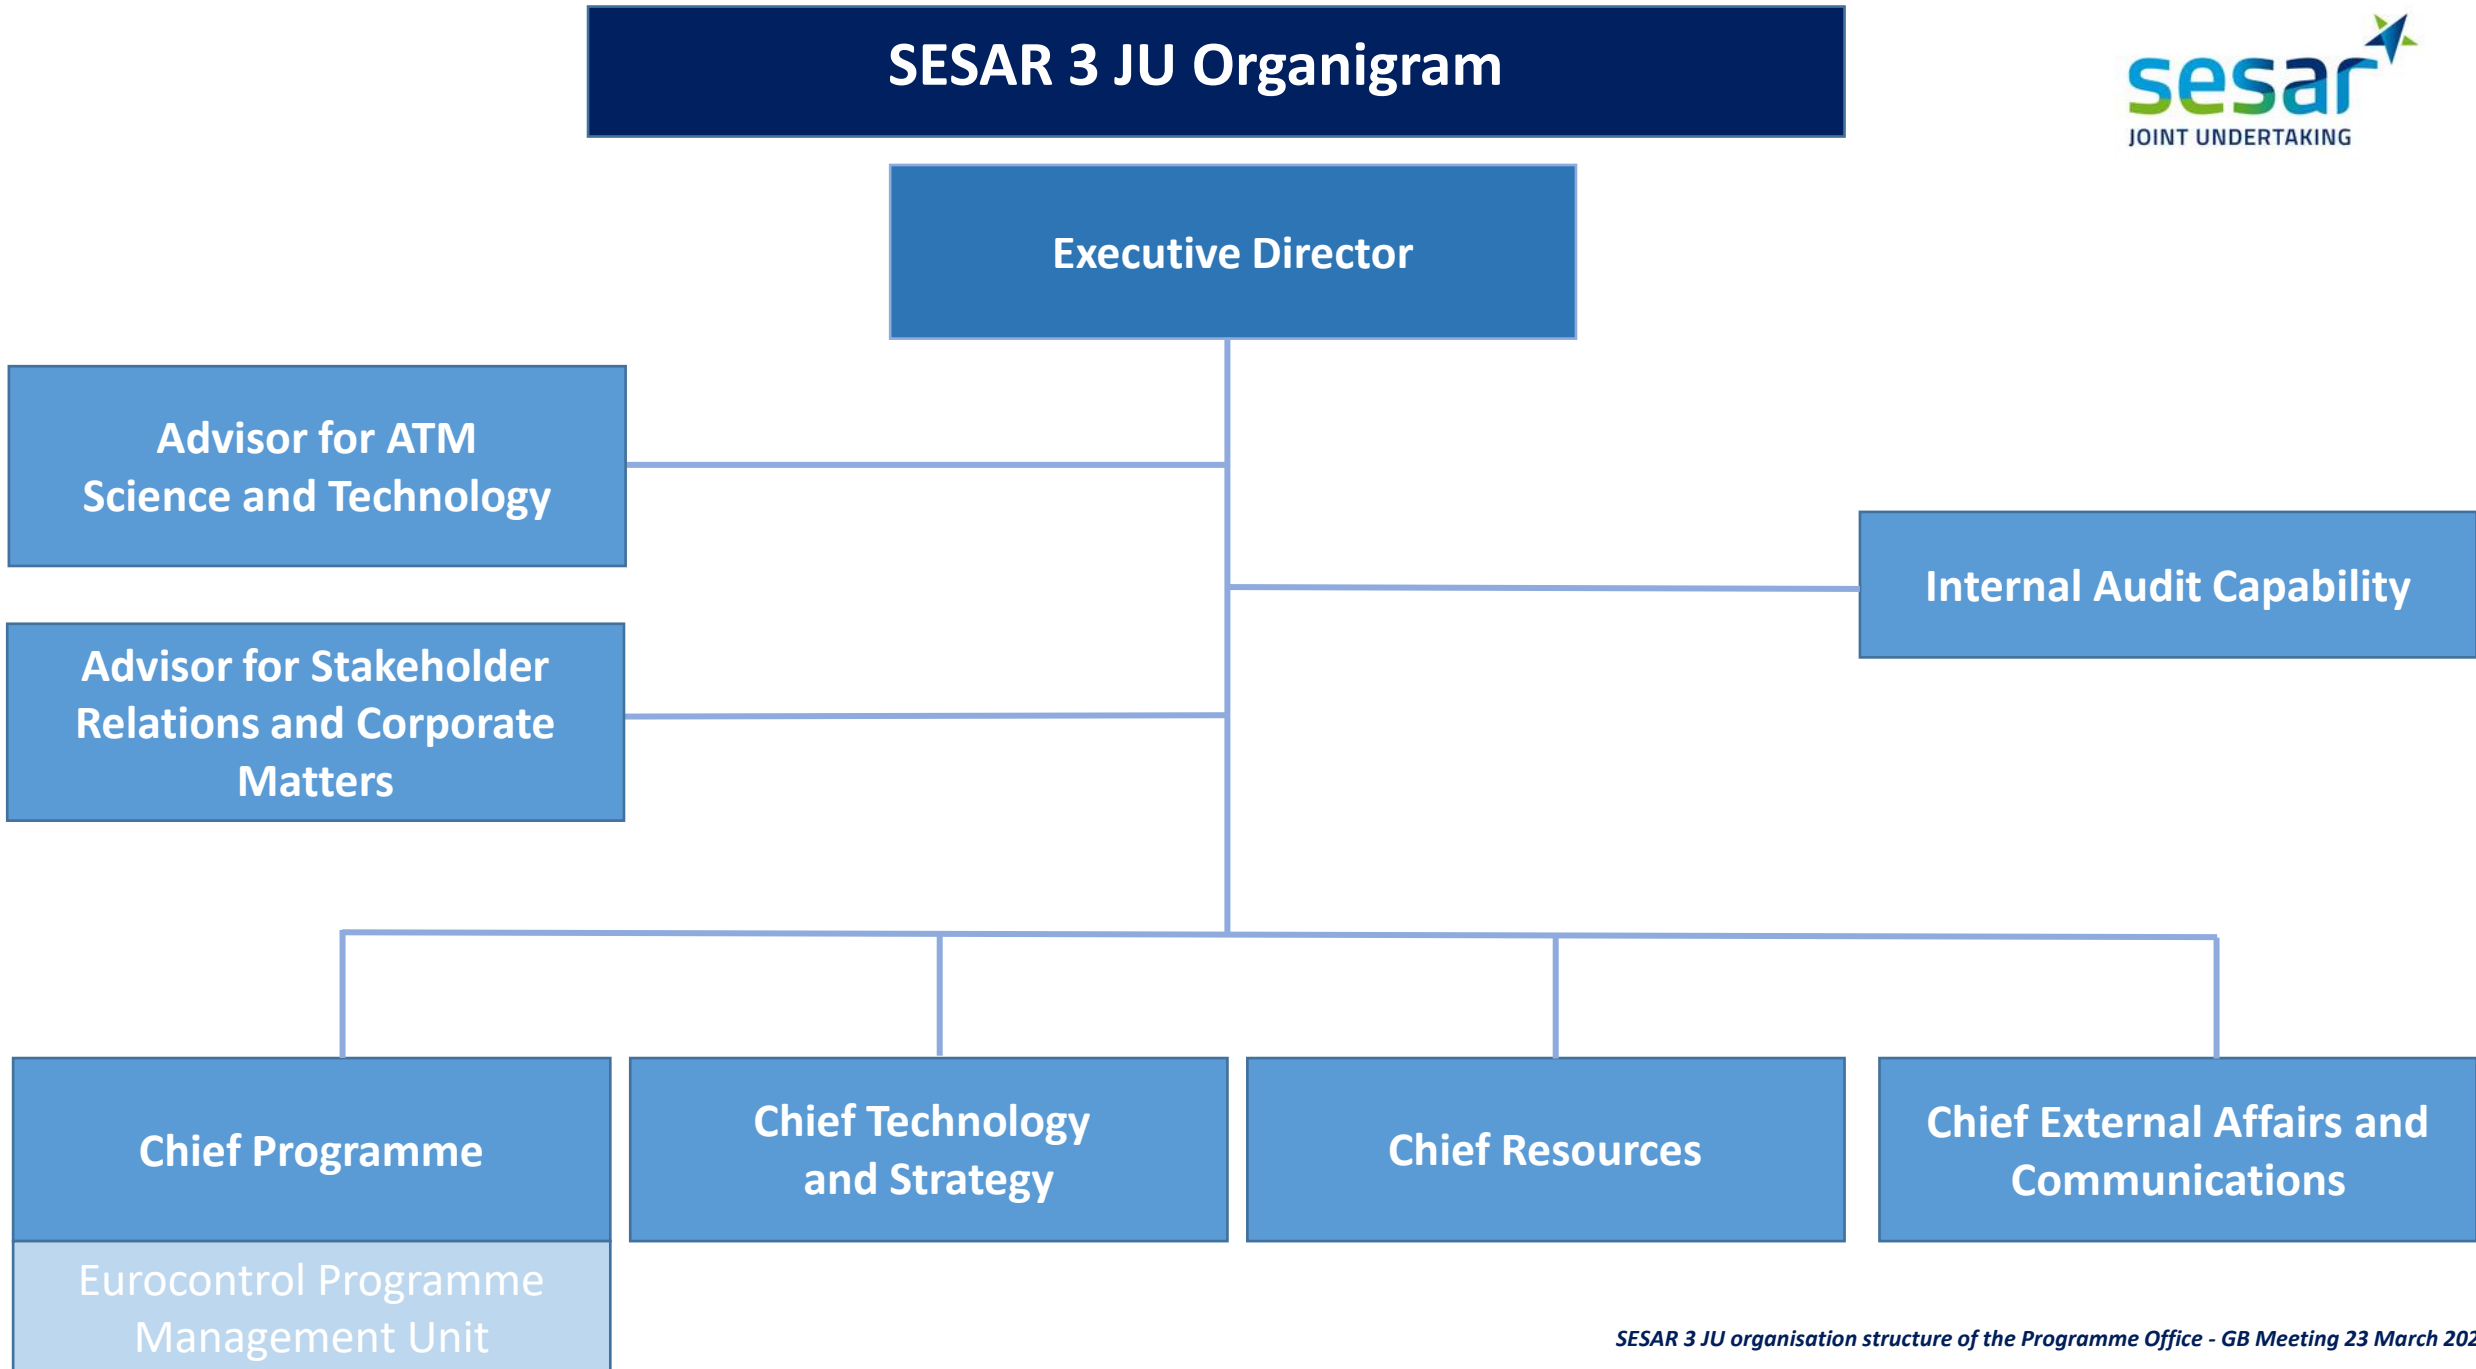 SESAR 3 JU Organigram
sesar
JOINT UNDERTAKING
Executive Director
Advisor for ATM
Science and Technology
Internal Audit Capability
Advisor for Stakeholder
Relations and Corporate
Matters
Chief Programme
Chief Technology
and Strategy
Chief Resources
Chief External Affairs and
Communications
Eurocontrol Programme
Management Unit
SESAR 3 JU organisation structure of the Programme Office - GB Meeting 23 March